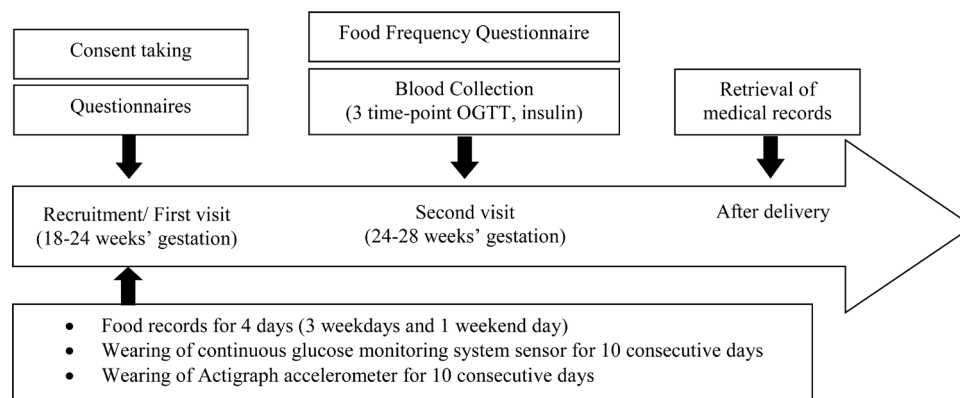 Consent taking
Questionnaires
Food Frequency Questionnaire
Blood Collection
(3 time-point OGTT, insulin)
Retrieval of
medical records
Recruitment/ First visit
(18-24 weeks’ gestation)
Second visit
(24-28 weeks’ gestation)
After delivery
• Food records for 4 days (3 weekdays and 1 weekend day)
• Wearing of continuous glucose monitoring system sensor for 10 consecutive days
• Wearing of Actigraph accelerometer for 10 consecutive days